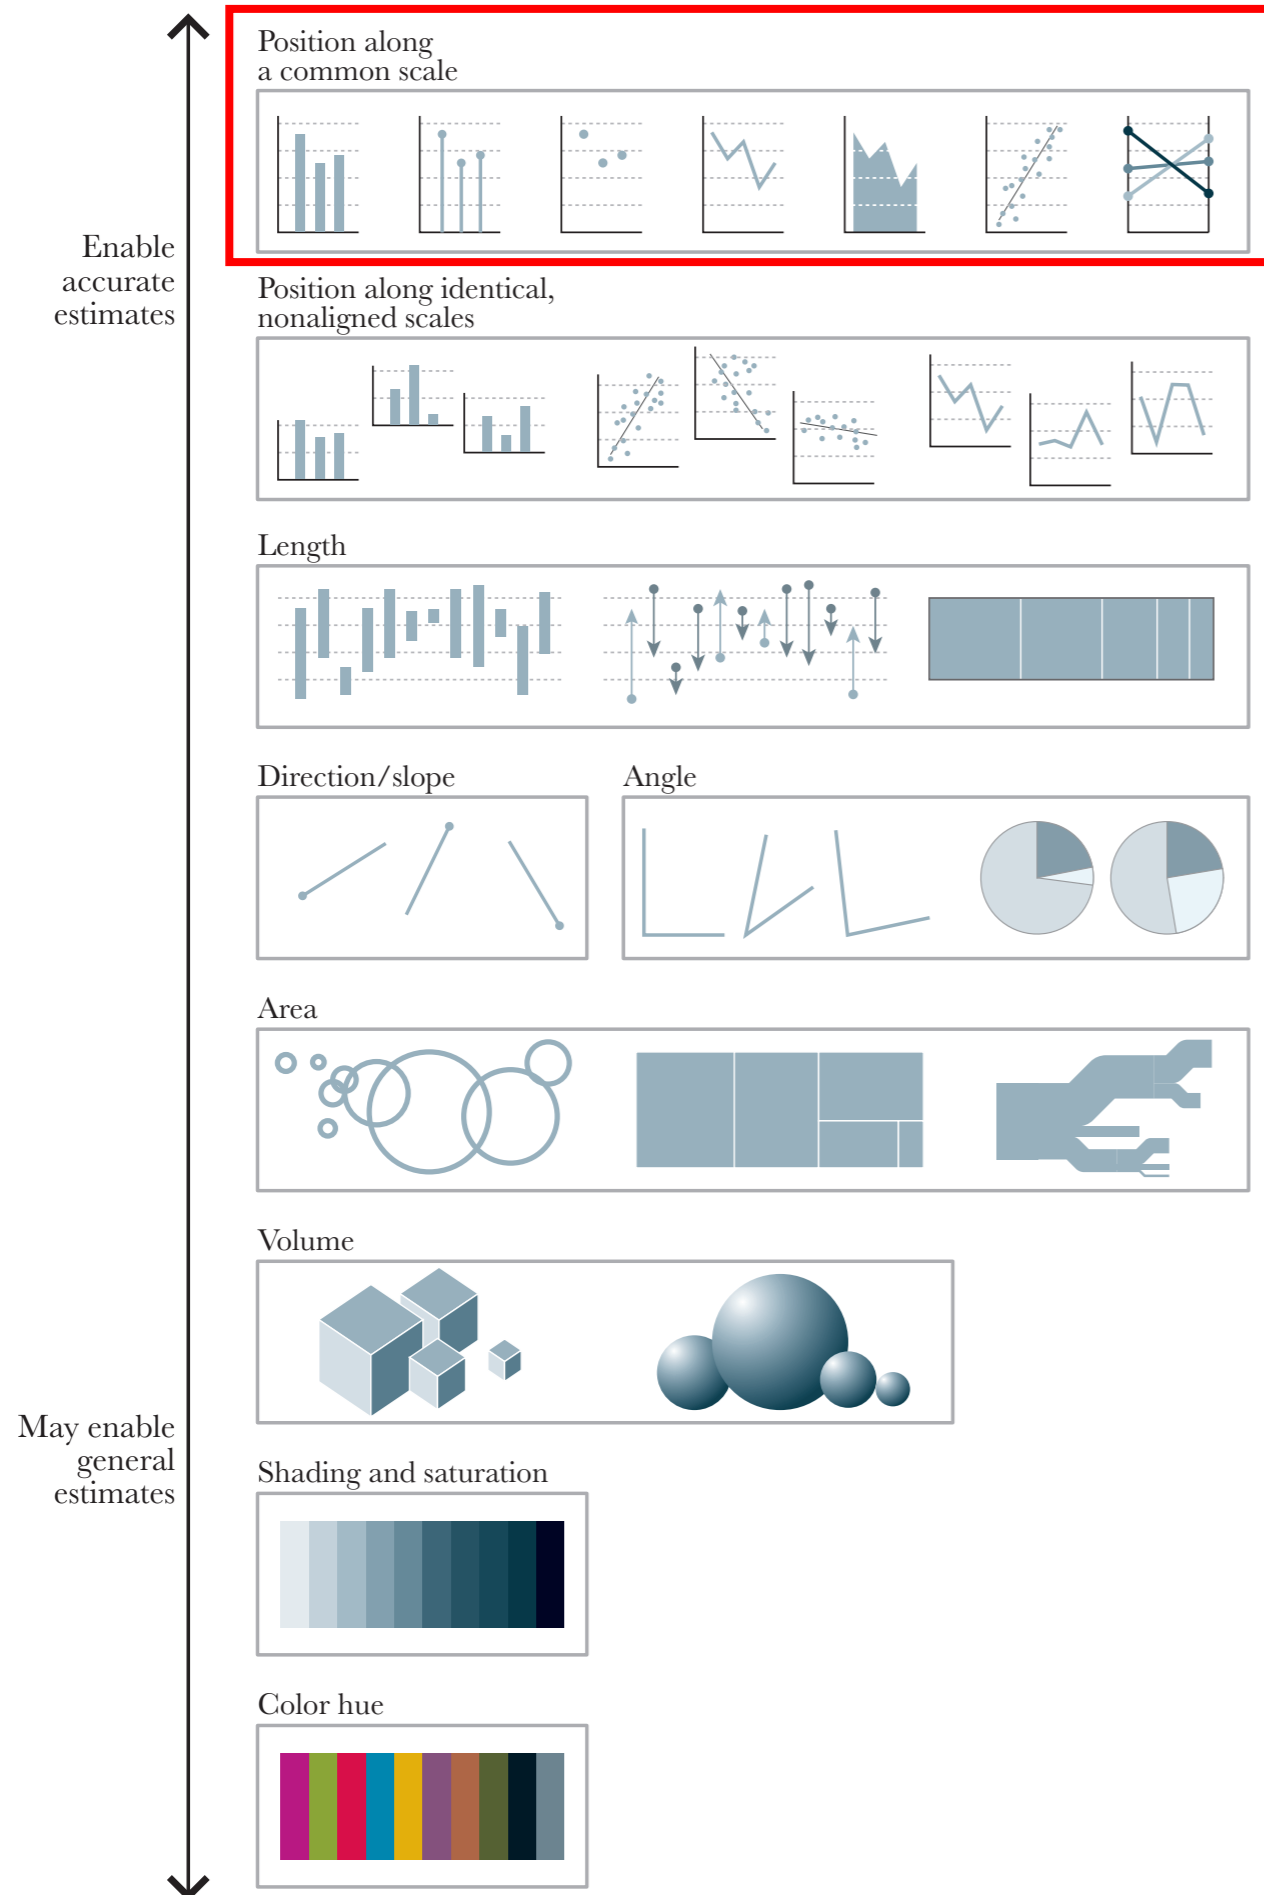 Position along
a common scale
Enable
accurate
estimates
Position along identical,
nonaligned scales
Length
Direction/slope
Angle
Area
Volume
May enable
general
estimates
Shading and saturation
Color hue